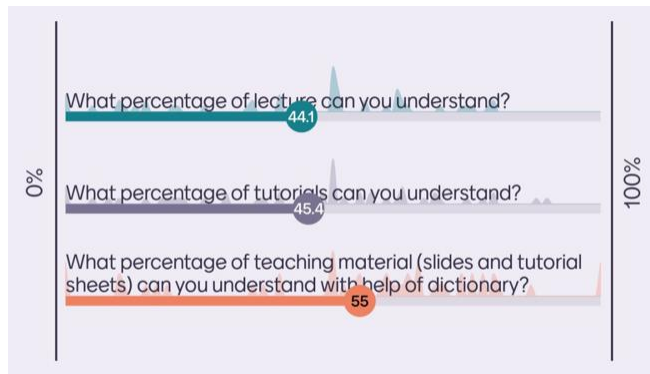 What percentage of lecture can you understand?
44.1
0%
What percentage of tutorials can you understand?
45.4
100%
What percentage of teaching material (slides and tutorial
sheets) can you understand with help of dictionary?
55